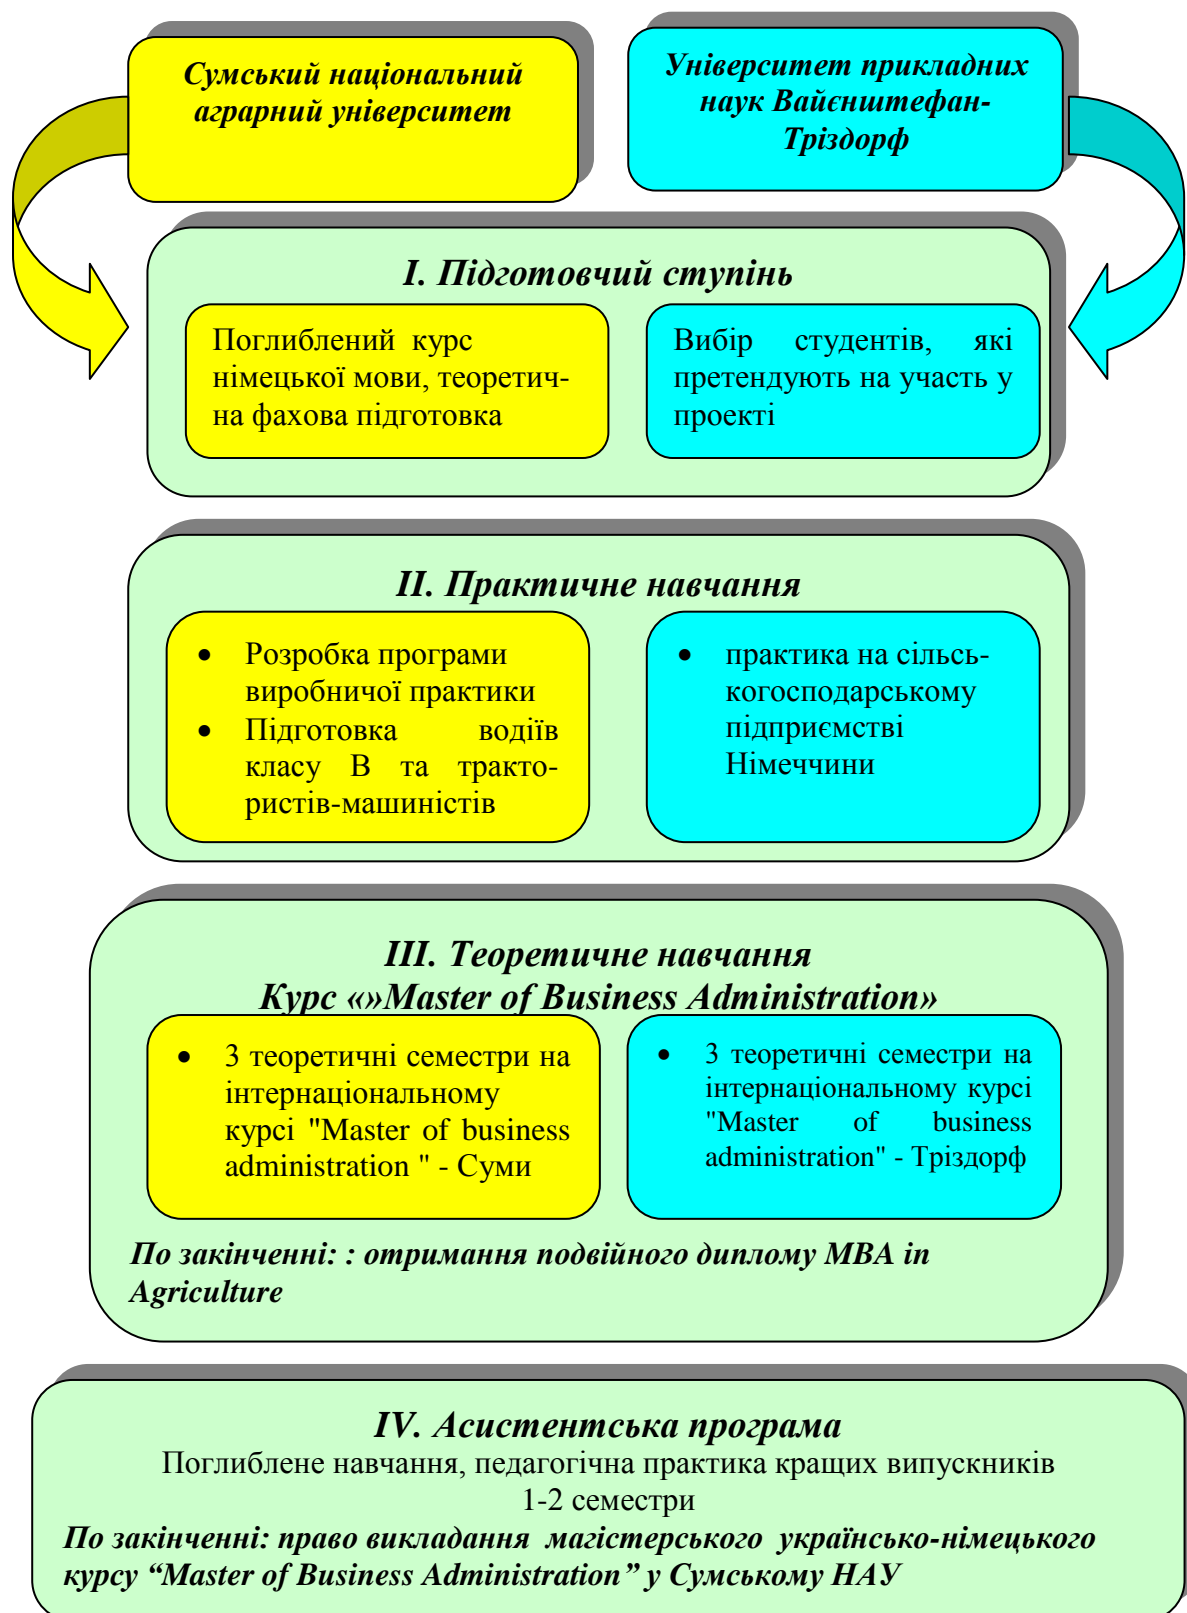 Сумський національний
аграрний університет
Університет прикладних
наук Вайєнштефан-
Тріздорф
І. Підготовчий ступінь
Поглиблений курс
німецької мови, теоретич-
на фахова підготовка
Вибір студентів, які
претендують на участь у
проекті
ІІ. Практичне навчання
• Розробка програми
виробничої практики
• Підготовка водіїв
класу В та тракто-
ристів-машиністів
• практика на сільсь-
когосподарському
підприємстві
Німеччини
ІІІ. Теоретичне навчання
Курс «»Master of Business Administration»
• 3 теоретичні семестри на
інтернаціональному
курсі "Master of business
administration " - Суми
• 3 теоретичні семестри на
інтернаціональному курсі
"Master of business
administration" - Тріздорф
По закінченні: : отримання подвійного диплому MBA in
Agriculture
IV. Асистентська програма
Поглиблене навчання, педагогічна практика кращих випускників
1-2 семестри
По закінченні: право викладання магістерського українсько-німецького
курсу “Master of Business Administration” у Сумському НАУ